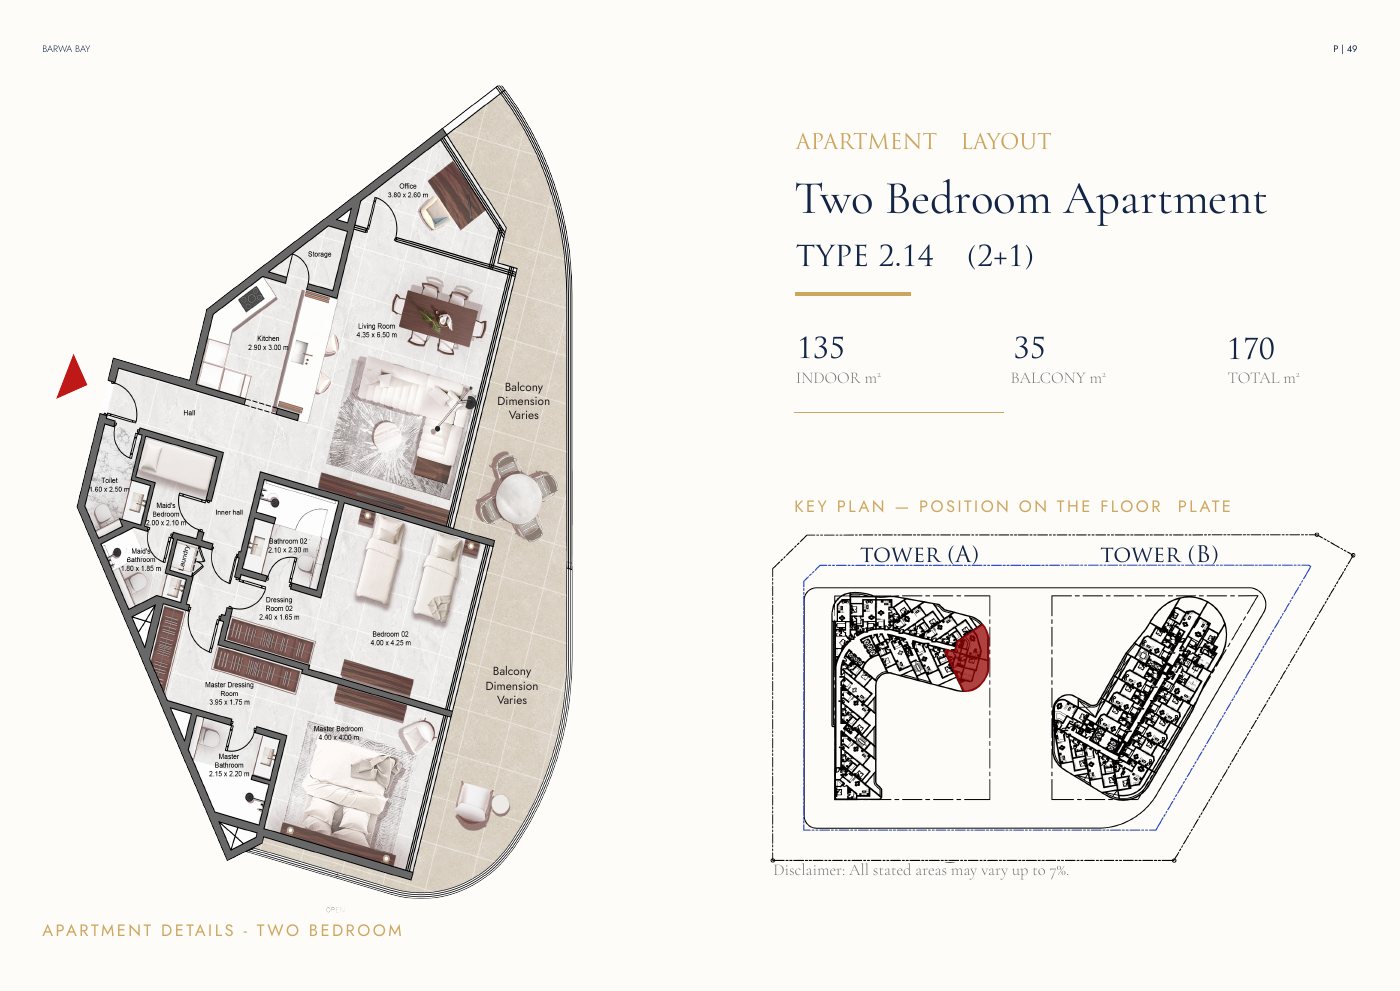 BARWA BAY
P | 49
Office
3.80 x 2.60 m
Storage
Kitchen
2.90 x 3.00 m
Living Room
4.35 x 6.50 m
Balcony
Dimension
Varies
Hall
Toilet
1.60 x 2.50 m
Maid's
Bedroom
2.00 x 2.10 m
Inner hall
Maid's
Bathroom
1.80 x 1.85 m
Laundry
Bathroom 02
2.10 x 2.30 m
Dressing
Room 02
2.40 x 1.65 m
Bedroom 02
4.00 x 4.25 m
Balcony
Dimension
Varies
Master Dressing
Room
3.95 x 1.75 m
Master Bedroom
4.00 x 4.00 m
Master
Bathroom
2.15 x 2.20 m
OPEN
APARTMENT DETAILS - TWO BEDROOM
APARTMENT LAYOUT
Two Bedroom Apartment
TYPE 2.14 (2+1)
135
INDOOR m²
35
BALCONY m²
170
TOTAL m²
KEY PLAN — POSITION ON THE FLOOR PLATE
TOWER (A)
TOWER (B)
Disclaimer: All stated areas may vary up to 7%.